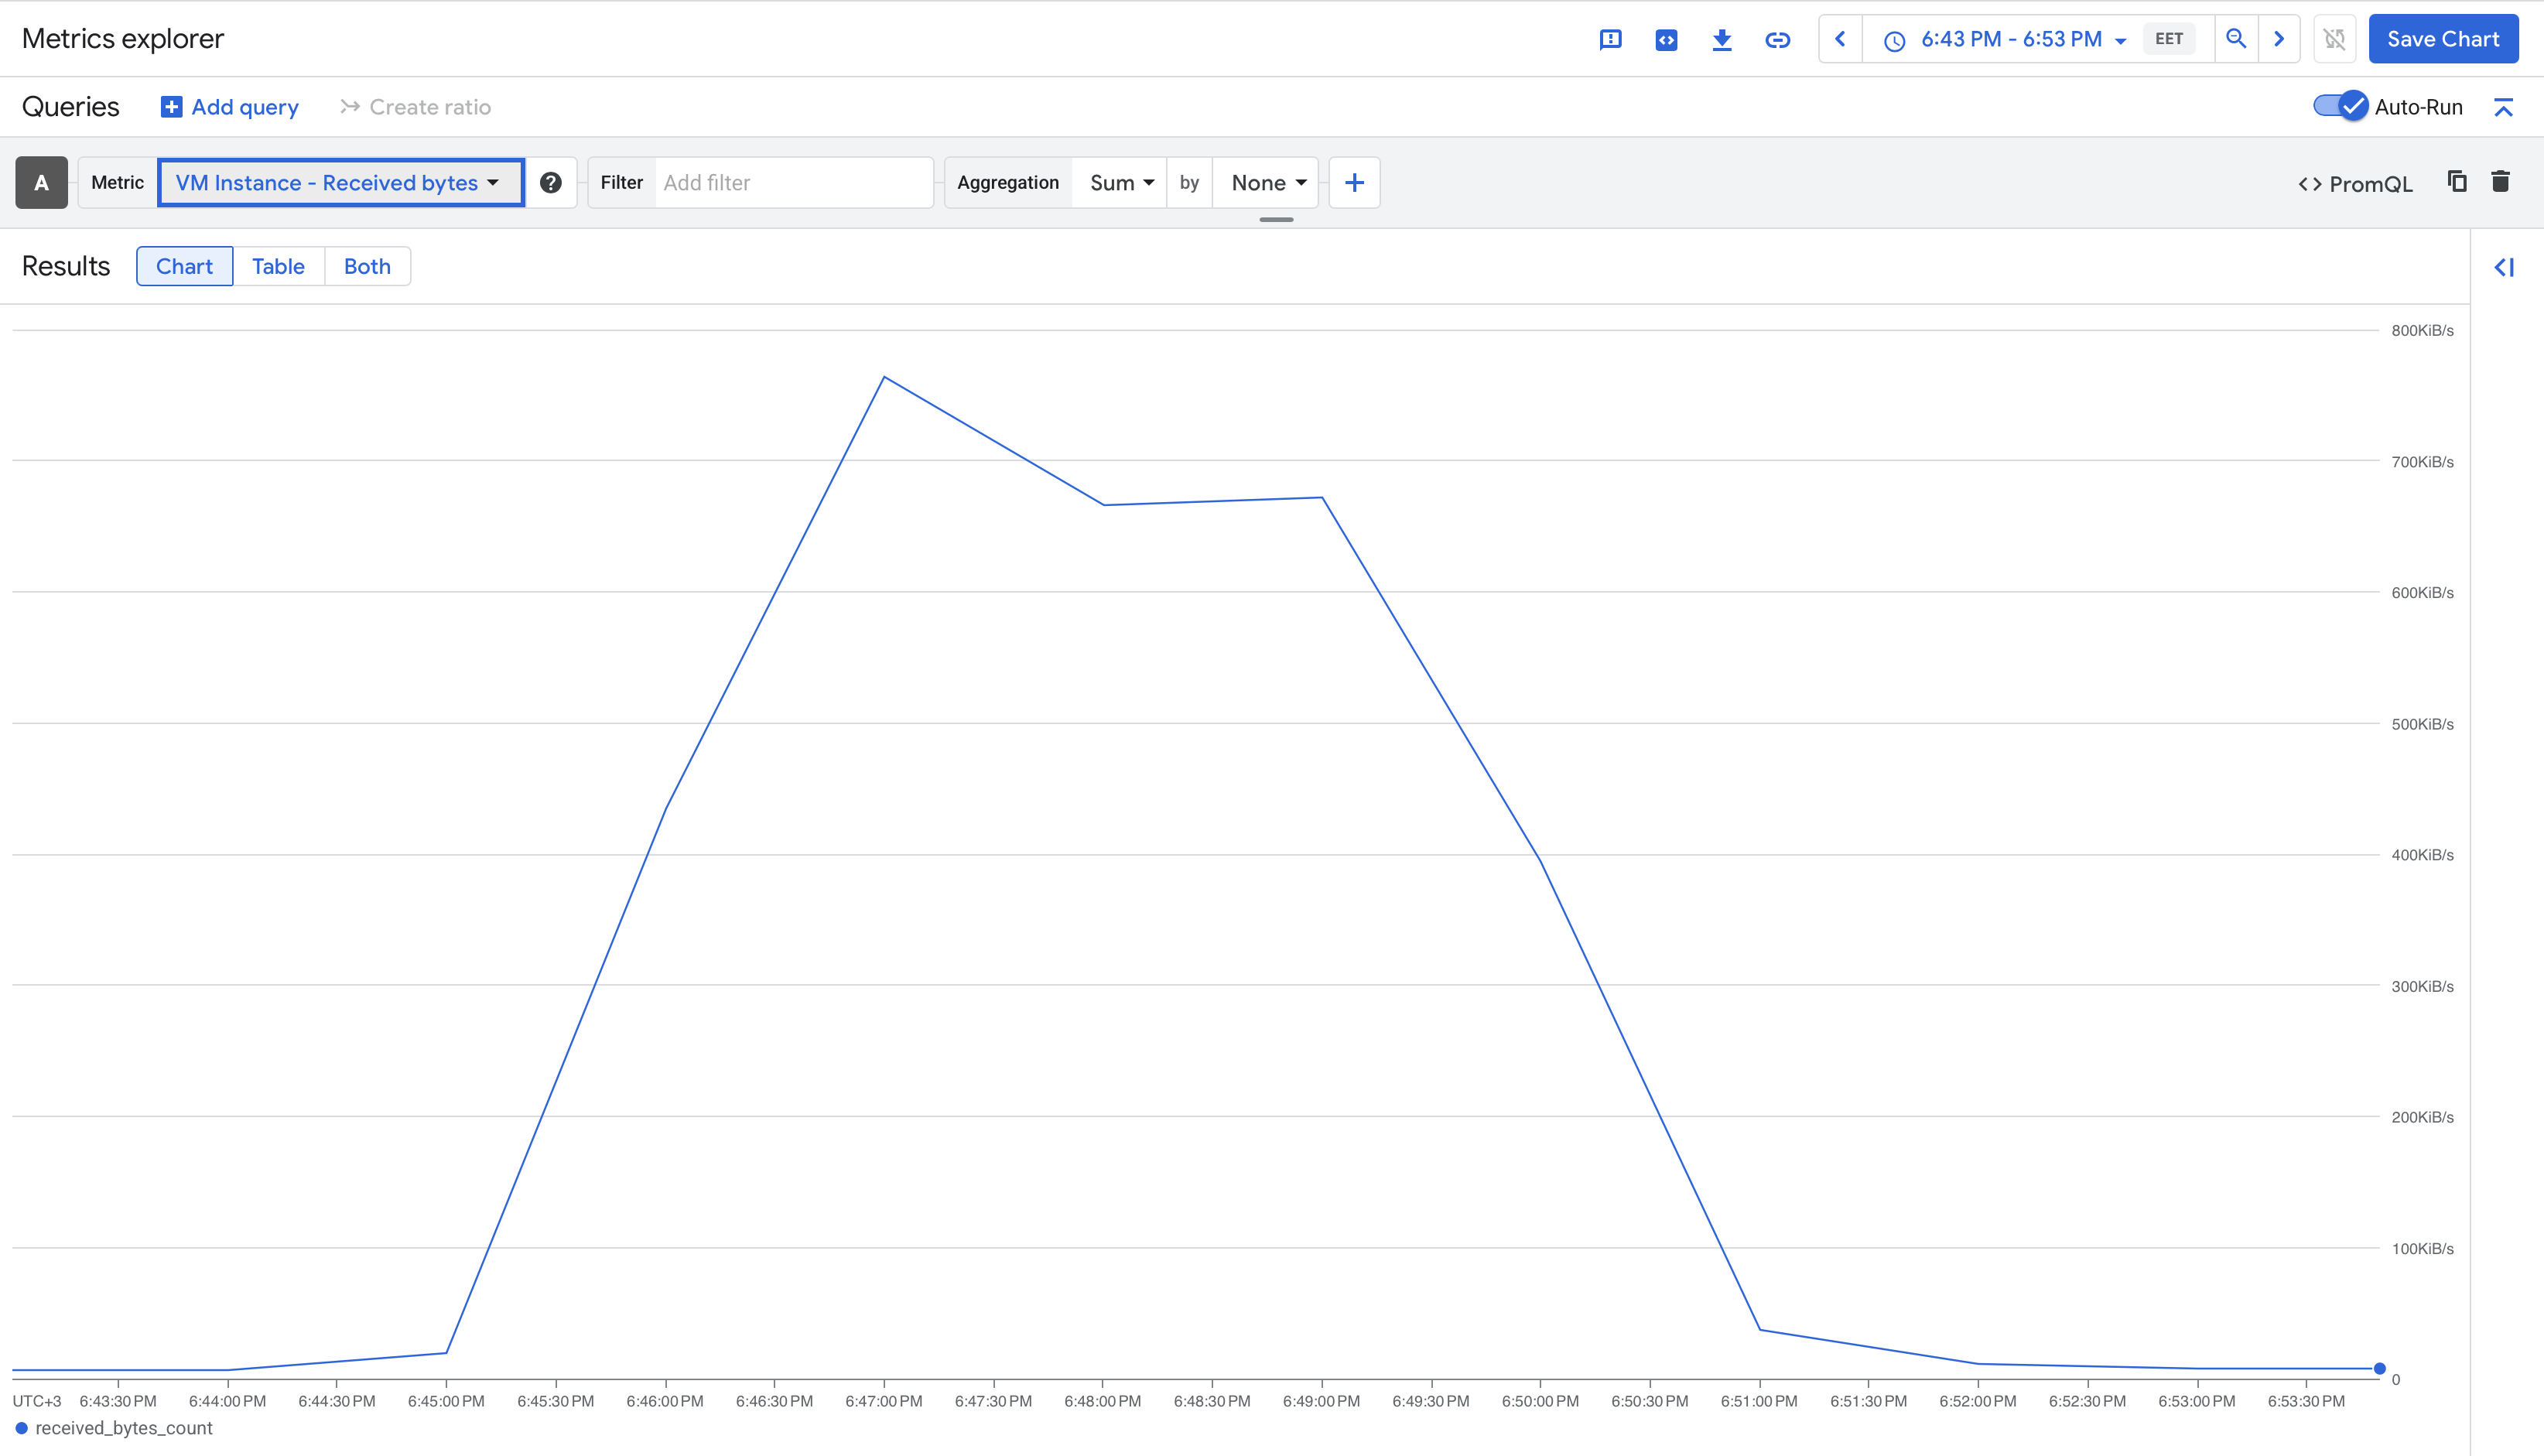 Metrics explorer
6:43 PM - 6:53 PM EET
Save Chart
Queries Add query Create ratio
Auto-Run
A Metric VM Instance - Received bytes Filter Add filter Aggregation Sum by None
<> PromQL
Results Chart Table Both
800KiB/s
700KiB/s
600KiB/s
500KiB/s
400KiB/s
300KiB/s
200KiB/s
100KiB/s
0
UTC+3 6:43:30 PM 6:44:00 PM 6:44:30 PM 6:45:00 PM 6:45:30 PM 6:46:00 PM 6:46:30 PM 6:47:00 PM 6:47:30 PM 6:48:00 PM 6:48:30 PM 6:49:00 PM 6:49:30 PM 6:50:00 PM 6:50:30 PM 6:51:00 PM 6:51:30 PM 6:52:00 PM 6:52:30 PM 6:53:00 PM 6:53:30 PM
received_bytes_count